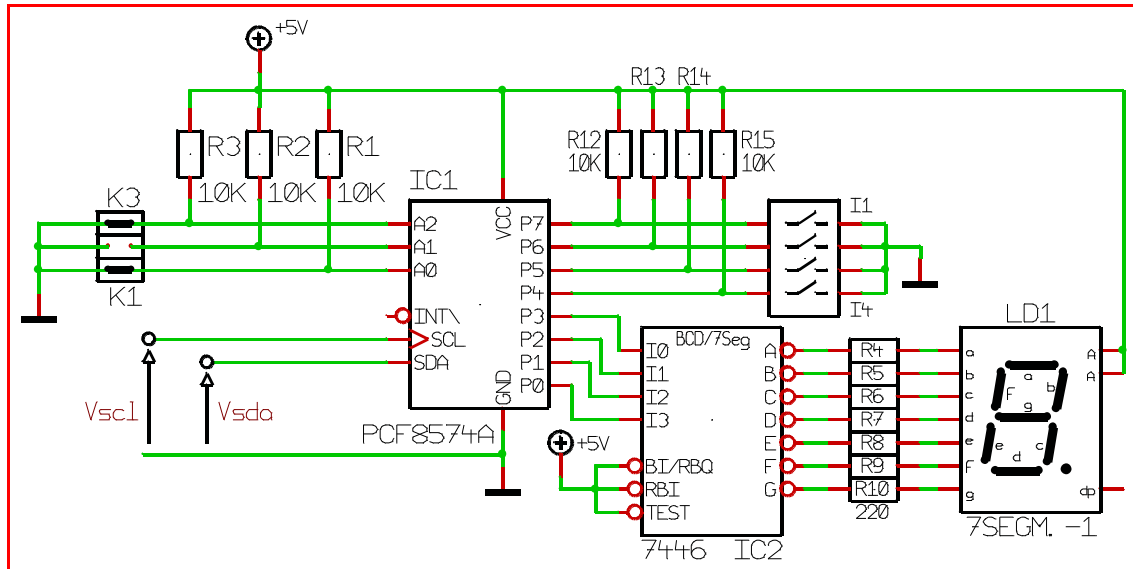 +5V
R13 R14
R3 R2 R1
R12 R15
10K 10K
10K 10K 10K
IC1
K3
K1
VCC
A2
A1
A0
INT\
SCL
SDA
GND
P7
P6
P5
P4
P3
P2
P1
P0
PCF8574A
I1
I4
Vscl
Vsda
+5V
BCD/7Seg
I0
I1
I2
I3
BI/RBQ
RBI
TEST
A
B
C
D
E
F
G
7446 IC2
R4
R5
R6
R7
R8
R9
R10
220
LD1
a
b
c
d
e
F
g
A
A
dp
a
b
F
g
e
c
d
7SEGM. -1